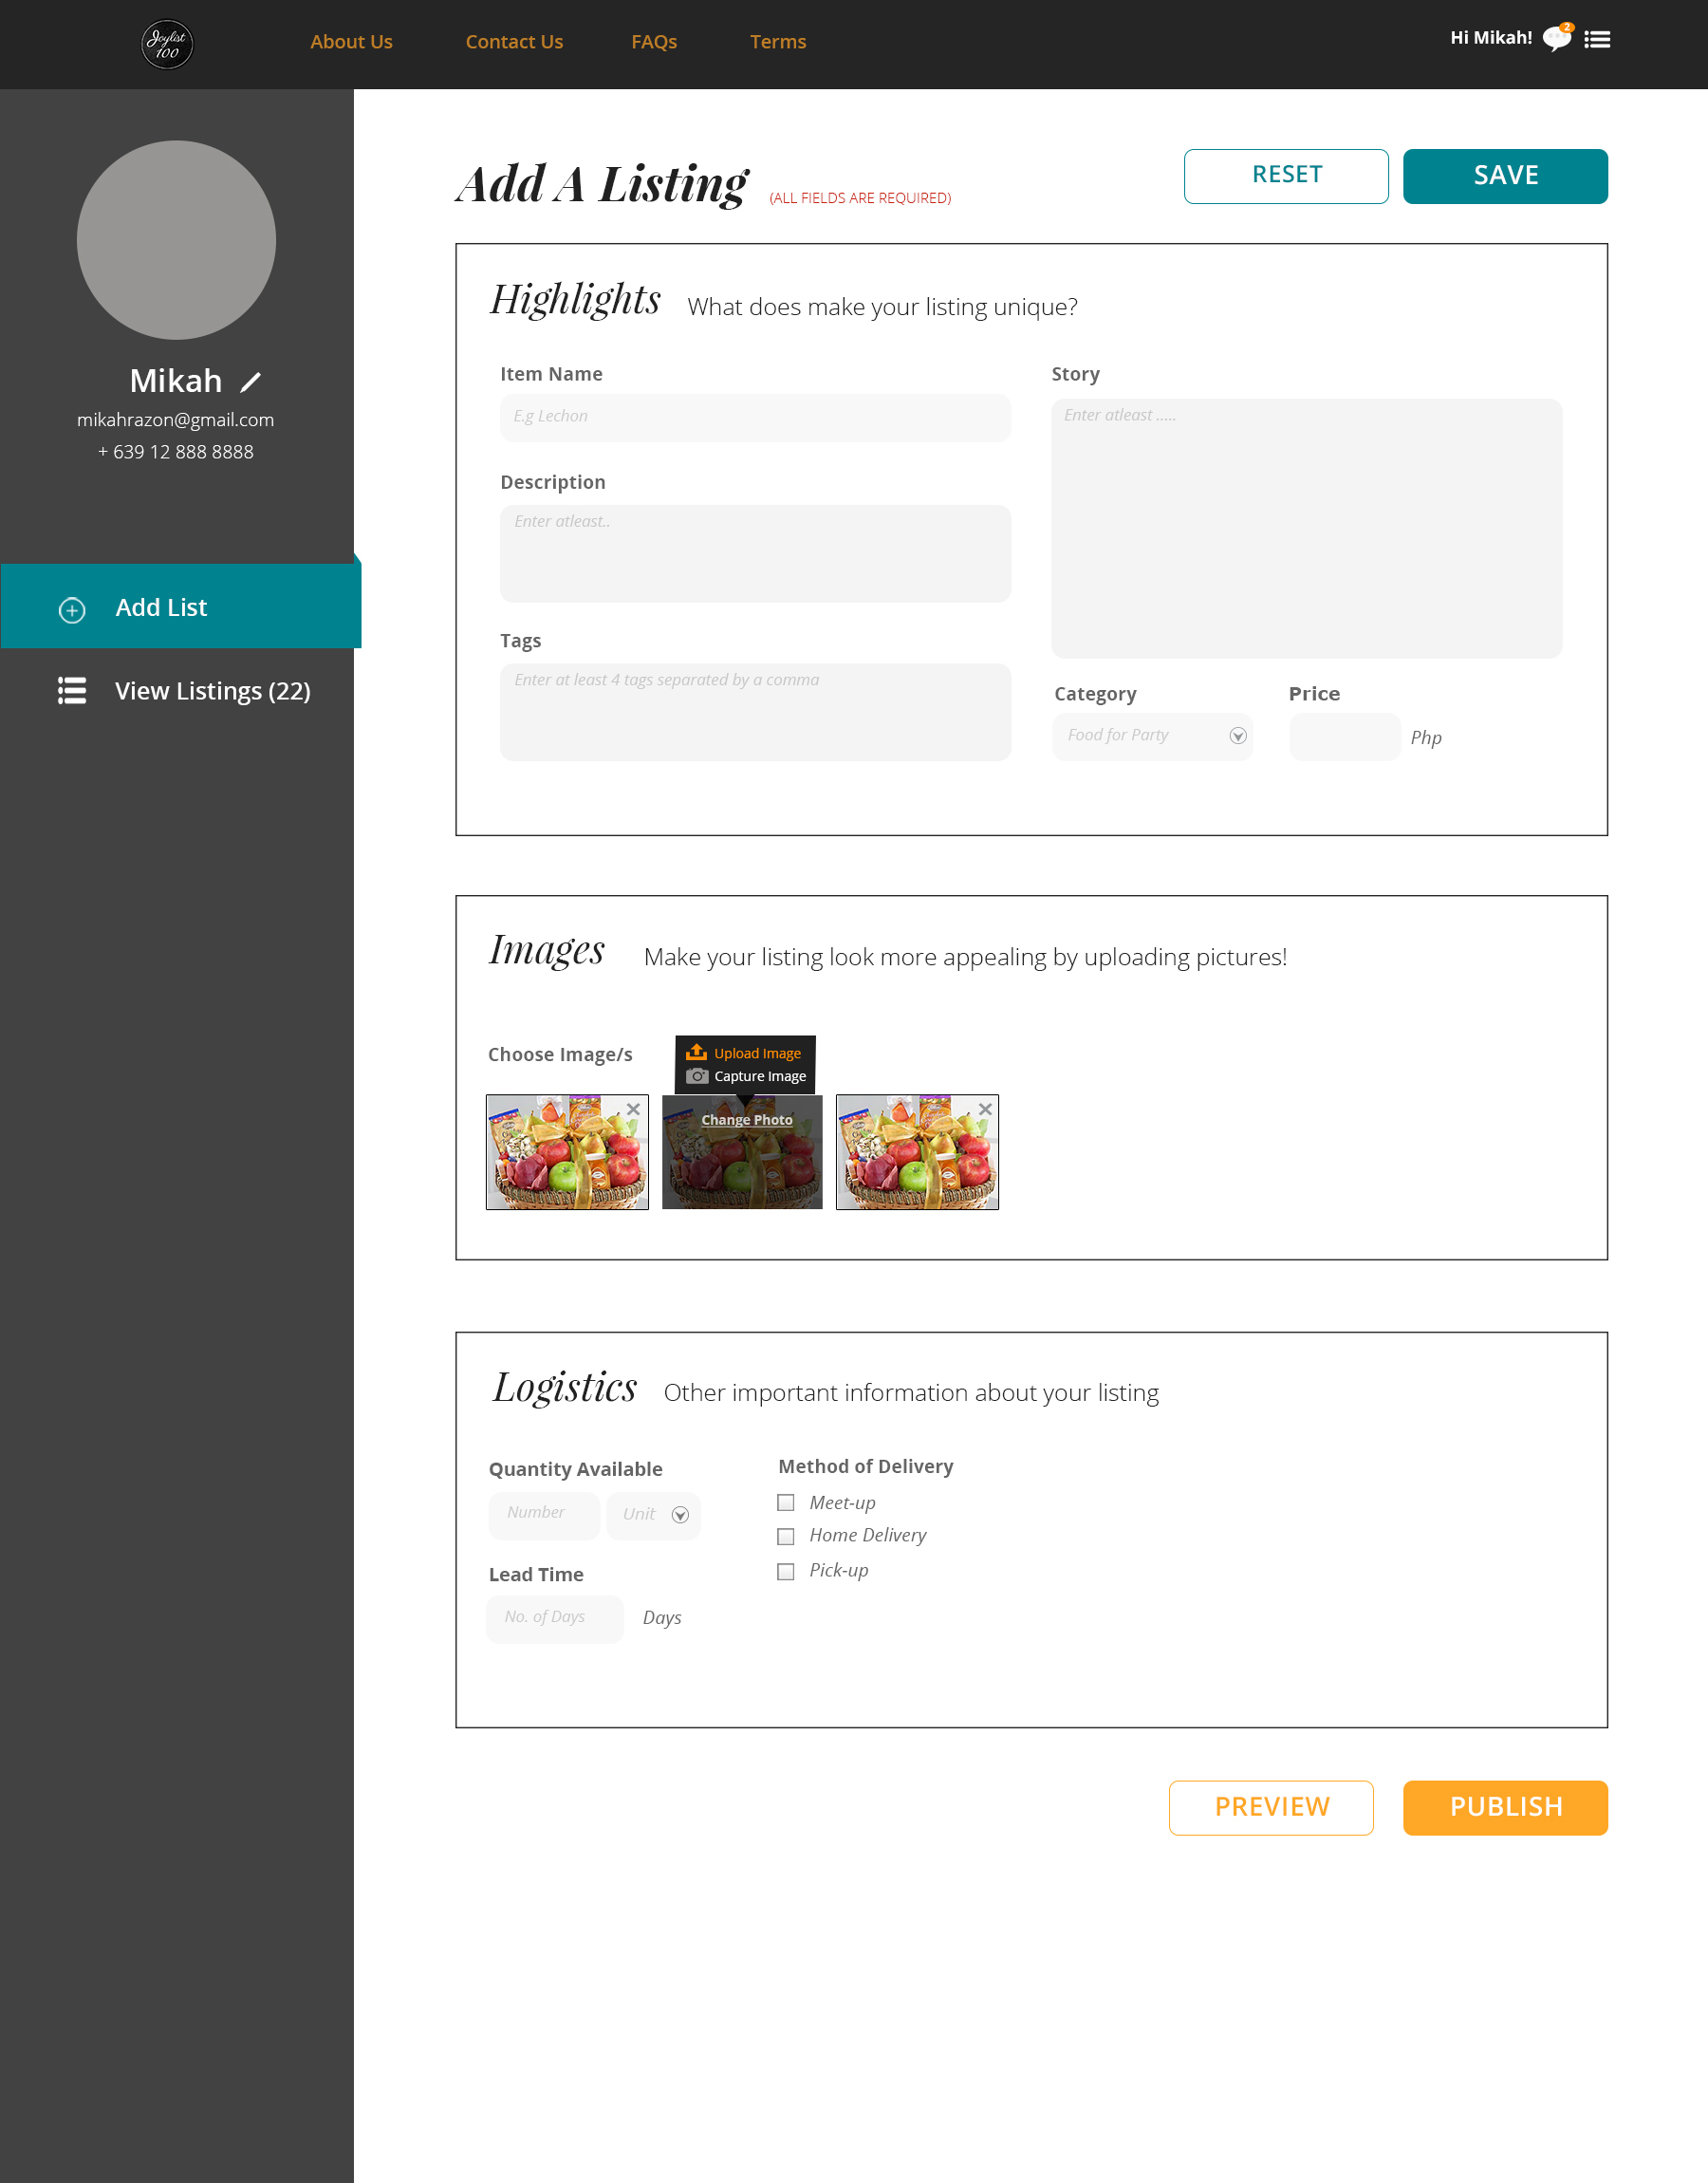 Joylist
100
About Us
Contact Us
FAQs
Terms
Hi Mikah!
2
Mikah
mikahrazon@gmail.com
+ 639 12 888 8888
Add List
View Listings (22)
Add A Listing
(ALL FIELDS ARE REQUIRED)
RESET
SAVE
Highlights
What does make your listing unique?
Item Name
E.g Lechon
Description
Enter atleast..
Tags
Enter at least 4 tags separated by a comma
Story
Enter atleast .....
Category
Food for Party
Price
Php
Images
Make your listing look more appealing by uploading pictures!
Choose Image/s
Upload Image
Capture Image
Change Photo
Logistics
Other important information about your listing
Quantity Available
Number
Unit
Lead Time
No. of Days
Days
Method of Delivery
Meet-up
Home Delivery
Pick-up
PREVIEW
PUBLISH